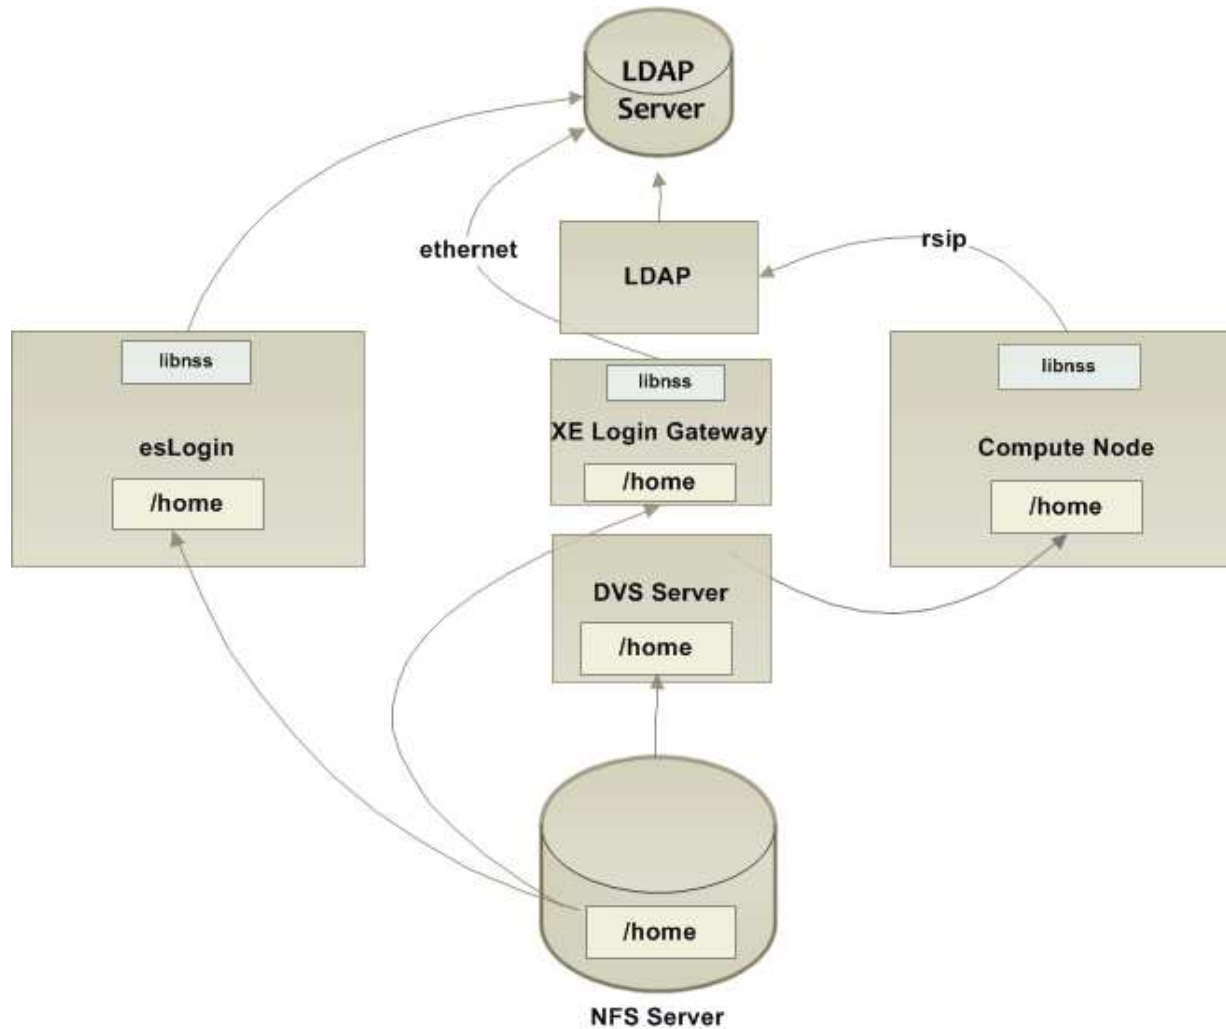 LDAP
Server
ethernet
rsip
LDAP
libnss
libnss
libnss
XE Login Gateway
esLogin
Compute Node
/home
/home
/home
DVS Server
/home
/home
NFS Server